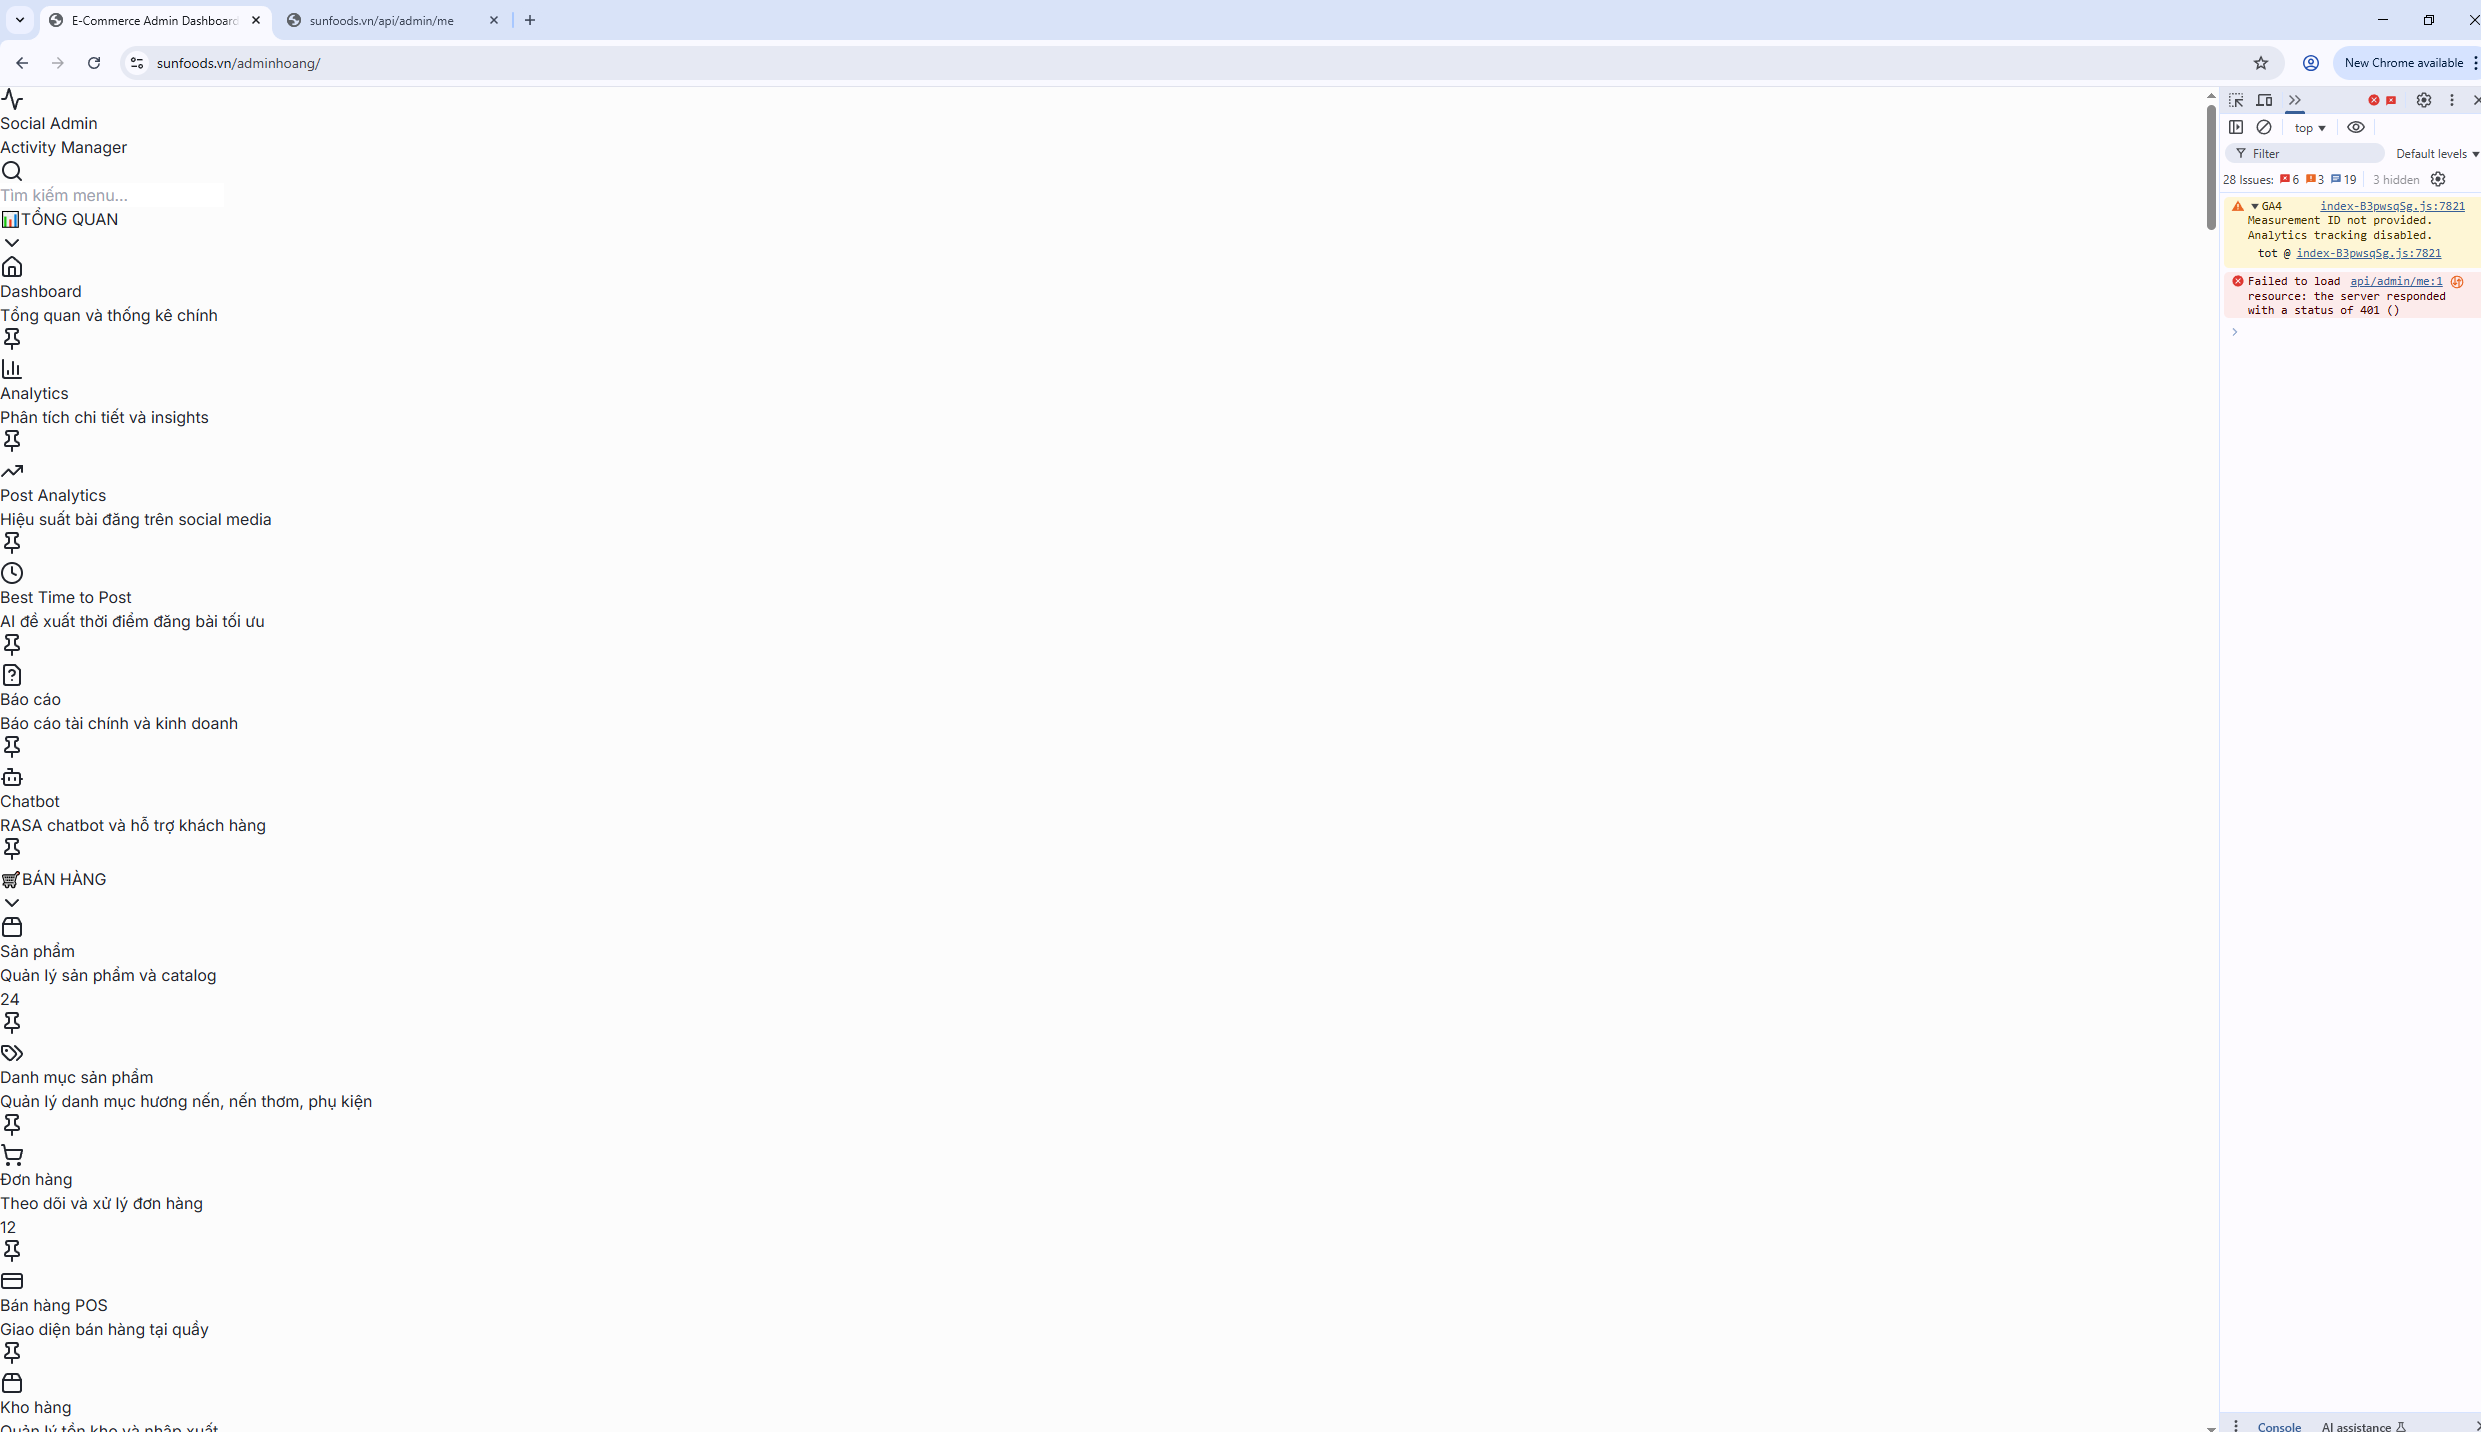 E-Commerce Admin Dashboard
sunfoods.vn/api/admin/me
sunfoods.vn/adminhoang/
New Chrome available
Social Admin
Activity Manager
Tìm kiếm menu...
TỔNG QUAN
Dashboard
Tổng quan và thống kê chính
Analytics
Phân tích chi tiết và insights
Post Analytics
Hiệu suất bài đăng trên social media
Best Time to Post
AI đề xuất thời điểm đăng bài tối ưu
Báo cáo
Báo cáo tài chính và kinh doanh
Chatbot
RASA chatbot và hỗ trợ khách hàng
BÁN HÀNG
Sản phẩm
Quản lý sản phẩm và catalog
24
Danh mục sản phẩm
Quản lý danh mục hương nến, nến thơm, phụ kiện
Đơn hàng
Theo dõi và xử lý đơn hàng
12
Bán hàng POS
Giao diện bán hàng tại quầy
Kho hàng
Quản lý tồn kho và nhập xuất
top
Filter
Default levels
28 Issues: 6 3 19 3 hidden
GA4 index-B3pwsqSg.js:7821
Measurement ID not provided.
Analytics tracking disabled.
tot @ index-B3pwsqSg.js:7821
Failed to load api/admin/me:1
resource: the server responded
with a status of 401 ()
Console AI assistance